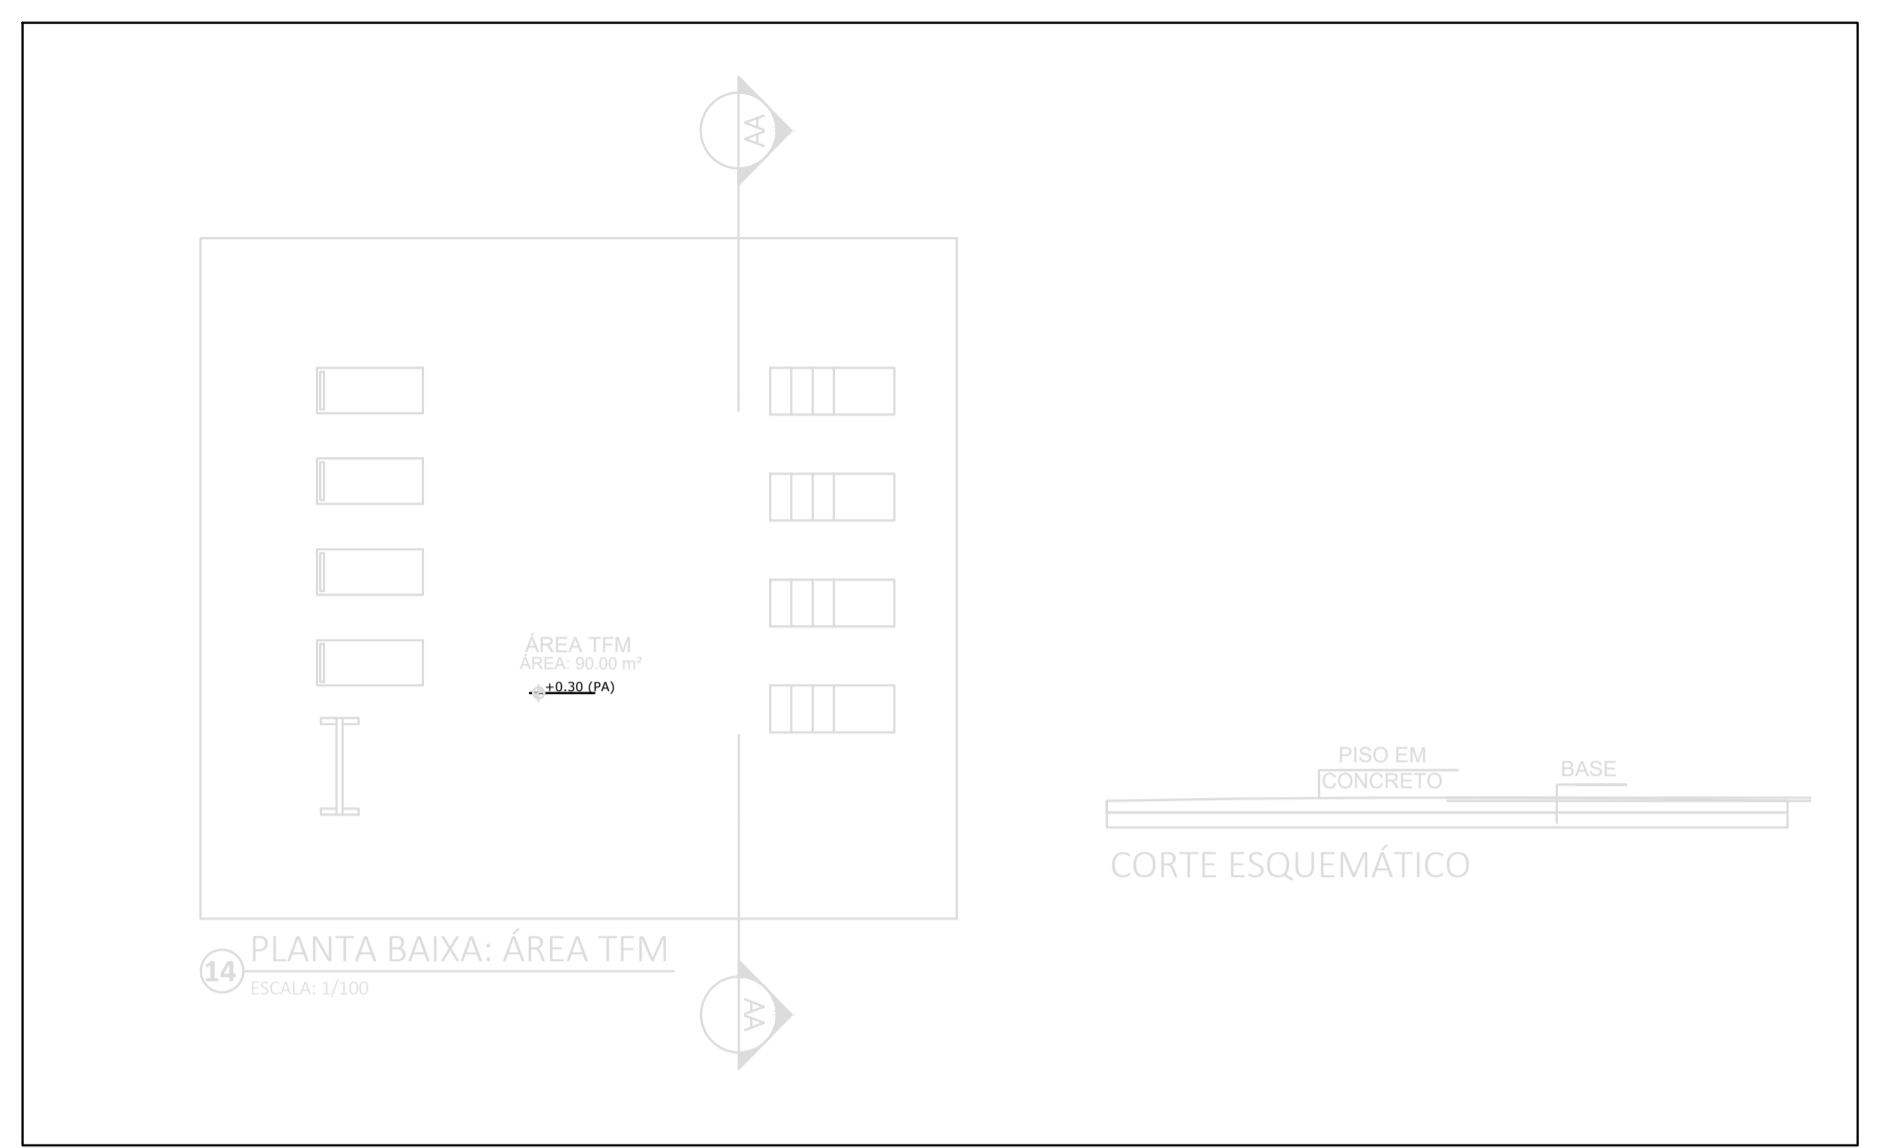 AA
ÁREA TFM
ÁREA: 90.00 m²
+0.30 (PA)
PISO EM
CONCRETO
BASE
CORTE ESQUEMÁTICO
14
PLANTA BAIXA: ÁREA TFM
ESCALA: 1/100
AA